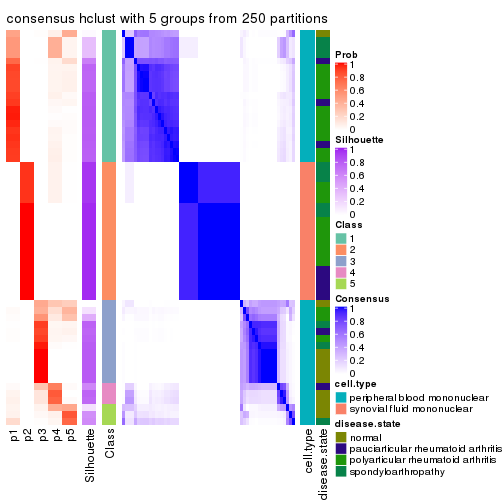 consensus hclust with 5 groups from 250 partitions
Prob
1
0.8
0.6
0.4
0.2
0
Silhouette
1
0.8
0.6
0.4
0.2
0
Class
1
2
3
4
5
Consensus
1
0.8
0.6
0.4
0.2
0
cell.type
peripheral blood mononuclear
synovial fluid mononuclear
disease.state
normal
pauciarticular rheumatoid arthritis
polyarticular rheumatoid arthritis
spondyloarthropathy
p1
p2
p3
p4
p5
Silhouette
Class
cell.type
disease.state